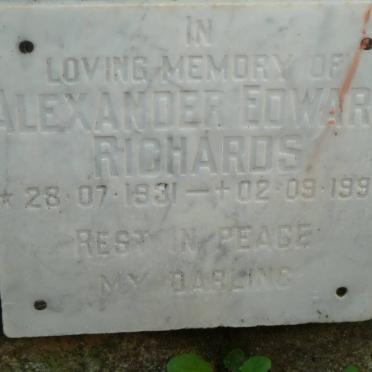 IN
LOVING MEMORY OF
ALEXANDER EDWAR
RICHARDS
* 28·07·1931 — + 02·09·199
REST IN PEACE
MY DARLING